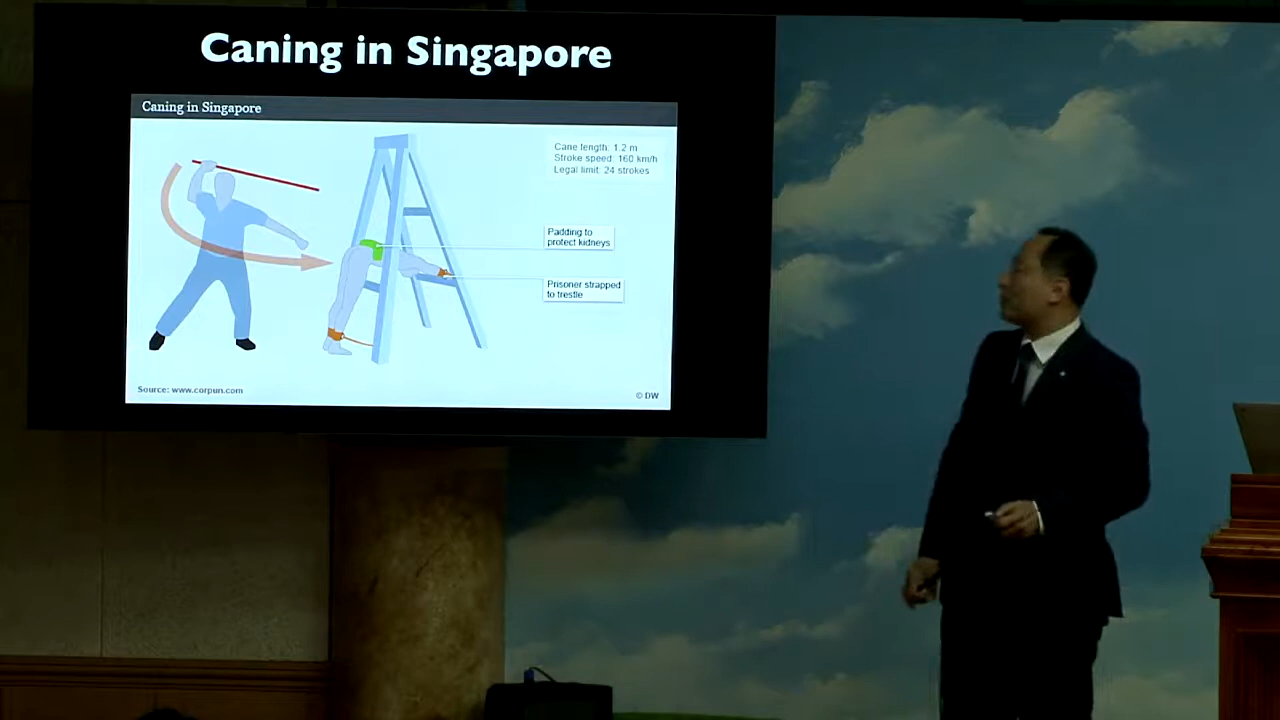 Caning in Singapore
Caning in Singapore
Cane length: 1.2 m
Stroke speed: 160 km/h
Legal limit: 24 strokes
Padding to
protect kidneys
Prisoner strapped
to trestle
Source: www.corpun.com
© DW